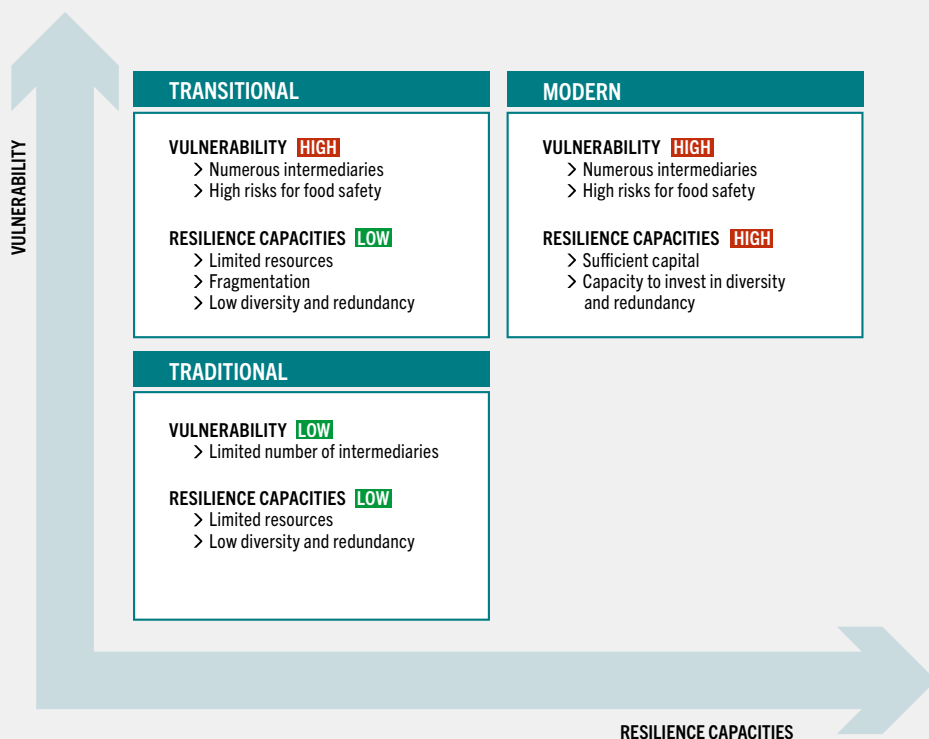 VULNERABILITY
TRANSITIONAL
VULNERABILITY HIGH
> Numerous intermediaries
> High risks for food safety
RESILIENCE CAPACITIES LOW
> Limited resources
> Fragmentation
> Low diversity and redundancy
MODERN
VULNERABILITY HIGH
> Numerous intermediaries
> High risks for food safety
RESILIENCE CAPACITIES HIGH
> Sufficient capital
> Capacity to invest in diversity
and redundancy
TRADITIONAL
VULNERABILITY LOW
> Limited number of intermediaries
RESILIENCE CAPACITIES LOW
> Limited resources
> Low diversity and redundancy
RESILIENCE CAPACITIES